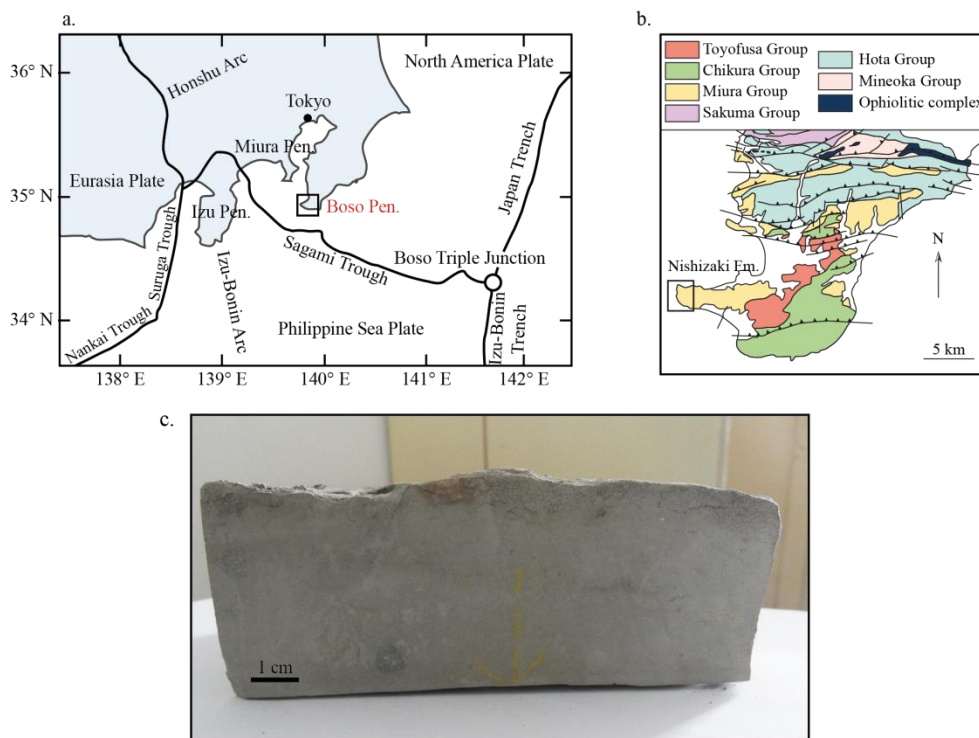 a.
36° N
35° N
34° N
138° E
139° E
140° E
141° E
142° E
Honshu Arc
North America Plate
Tokyo
Miura Pen.
Eurasia Plate
Izu Pen.
Boso Pen.
Japan Trench
Suruga Trough
Sagami Trough
Boso Triple Junction
Izu-Bonin Arc
Nankai Trough
Philippine Sea Plate
Izu-Bonin
Trench
b.
Toyofusa Group
Chikura Group
Miura Group
Sakuma Group
Hota Group
Mineoka Group
Ophiolitic complex
Nishizaki Fm.
N
5 km
c.
1 cm